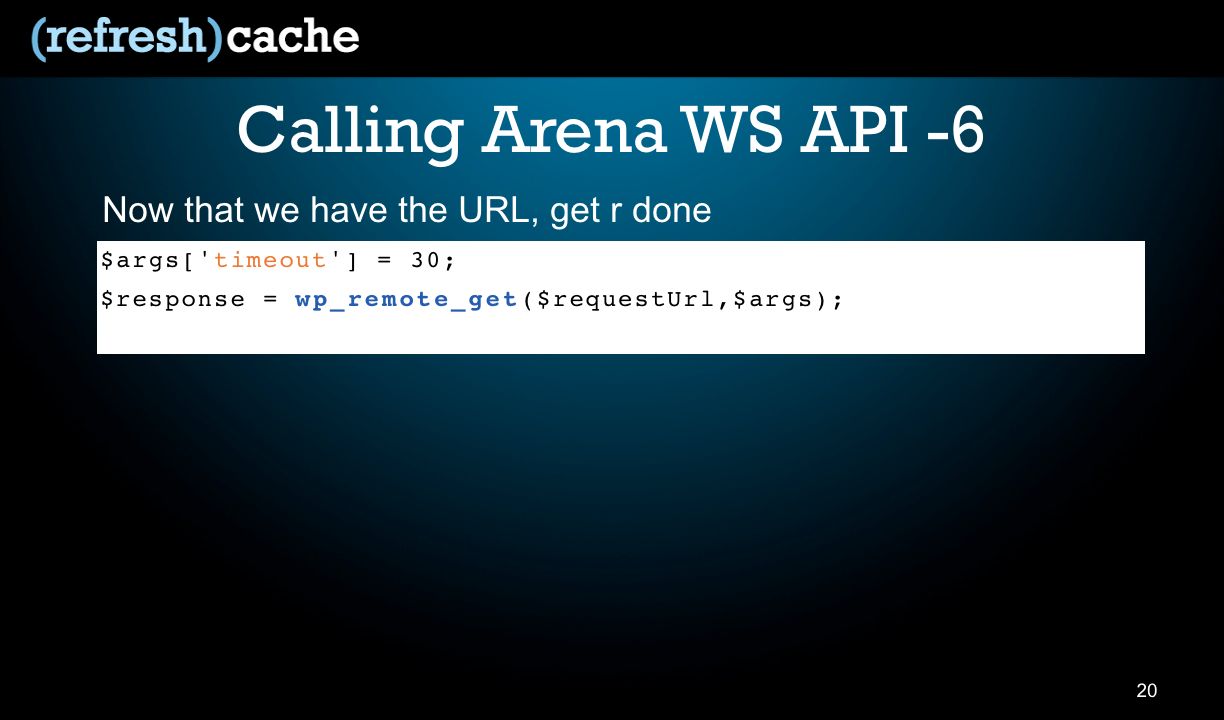 (refresh)cache
Calling Arena WS API -6
Now that we have the URL, get r done
$args['timeout'] = 30;
$response = wp_remote_get($requestUrl,$args);
20